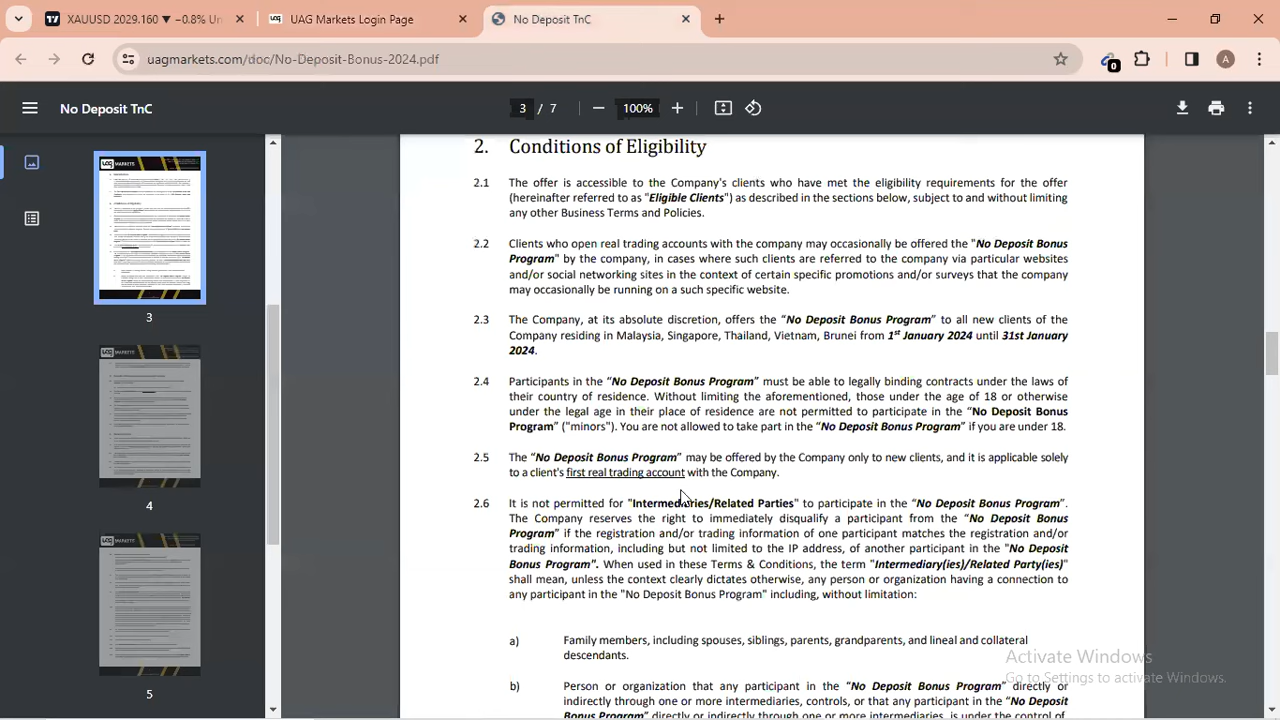 XAUUSD 2029.160 ▼ −0.8% Un
UAG Markets Login Page
No Deposit TnC
uagmarkets.com/doc/No-Deposit-Bonus-2024.pdf
0
A
No Deposit TnC
3 / 7
100%
2. Conditions of Eligibility
2.1 The offer is accessible to the Company's clients who have met the eligibility requirements for the offer
(hereinafter referred to as "Eligible Clients") as described in the sections below, subject to and without limiting
any other Business Terms and Policies.
2.2 Clients who open real trading accounts with the company may occasionally be offered the "No Deposit Bonus
Program" by the company, in cases where such clients are referred to the company via particular websites
and/or social networking sites in the context of certain specific promotions and/or surveys that the company
may occasionally be running on a such specific website.
2.3 The Company, at its absolute discretion, offers the “No Deposit Bonus Program” to all new clients of the
Company residing in Malaysia, Singapore, Thailand, Vietnam, Brunei from 1st January 2024 until 31st January
2024.
2.4 Participants in the “No Deposit Bonus Program” must be able to legally binding contracts under the laws of
their country of residence. Without limiting the aforementioned, those under the age of 18 or otherwise
under the legal age in their place of residence are not permitted to participate in the “No Deposit Bonus
Program” ("minors"). You are not allowed to take part in the “No Deposit Bonus Program” if you are under 18.
2.5 The “No Deposit Bonus Program” may be offered by the Company only to new clients, and it is applicable solely
to a client's first real trading account with the Company.
2.6 It is not permitted for "Intermediaries/Related Parties" to participate in the “No Deposit Bonus Program”.
The Company reserves the right to immediately disqualify a participant from the “No Deposit Bonus
Program” if the registration and/or trading information of one participant matches the registration and/or
trading information, including but not limited to the IP address, of another participant in the "No Deposit
Bonus Program". When used in these Terms & Conditions, the term "Intermediary(ies)/Related Party(ies)"
shall mean, unless the context clearly dictates otherwise, any person or organization having a connection to
any participant in the "No Deposit Bonus Program" including, without limitation:
a) Family members, including spouses, siblings, parents, grandparents, and lineal and collateral
descendants.
b) Person or organization that any participant in the “No Deposit Bonus Program” directly or
indirectly through one or more intermediaries, controls, or that any participant in the “No Deposit
Bonus Program” directly or indirectly through one or more intermediaries, is under the control of,
3
4
5
Activate Windows
Go to Settings to activate Windows.